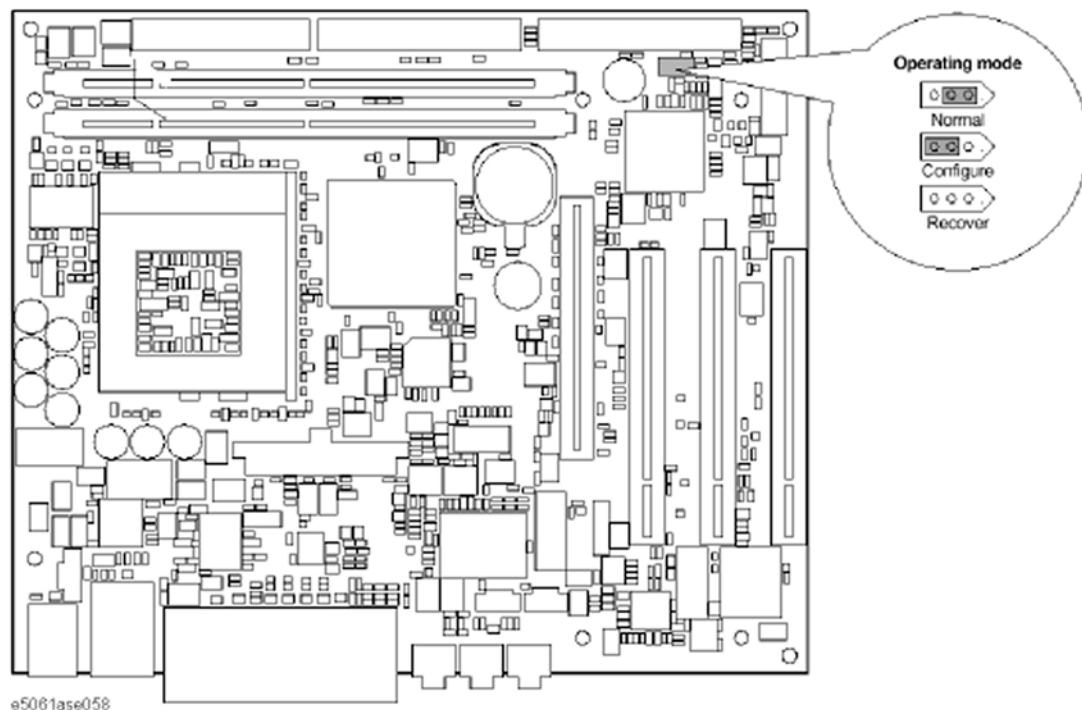 Operating mode
Normal
Configure
Recover
e5061ase058